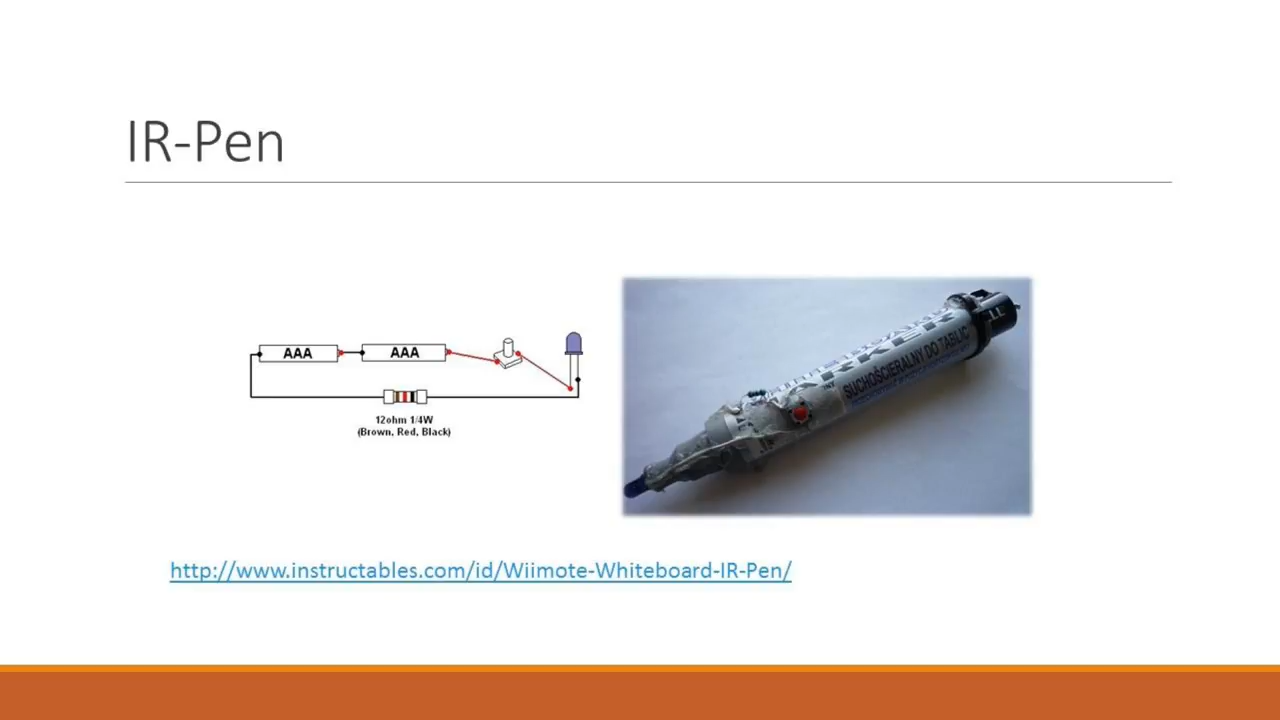 IR-Pen
AAA AAA
12ohm 1/4W
(Brown, Red, Black)
SUCHOŚCIERALNY DO TABLIC
http://www.instructables.com/id/Wiimote-Whiteboard-IR-Pen/